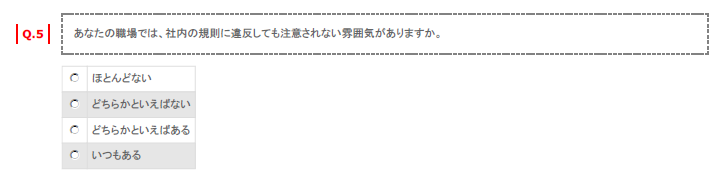 Q.5
あなたの職場では、社内の規則に違反しても注意されない雰囲気がありますか。
ほとんどない
どちらかといえばない
どちらかといえばある
いつもある